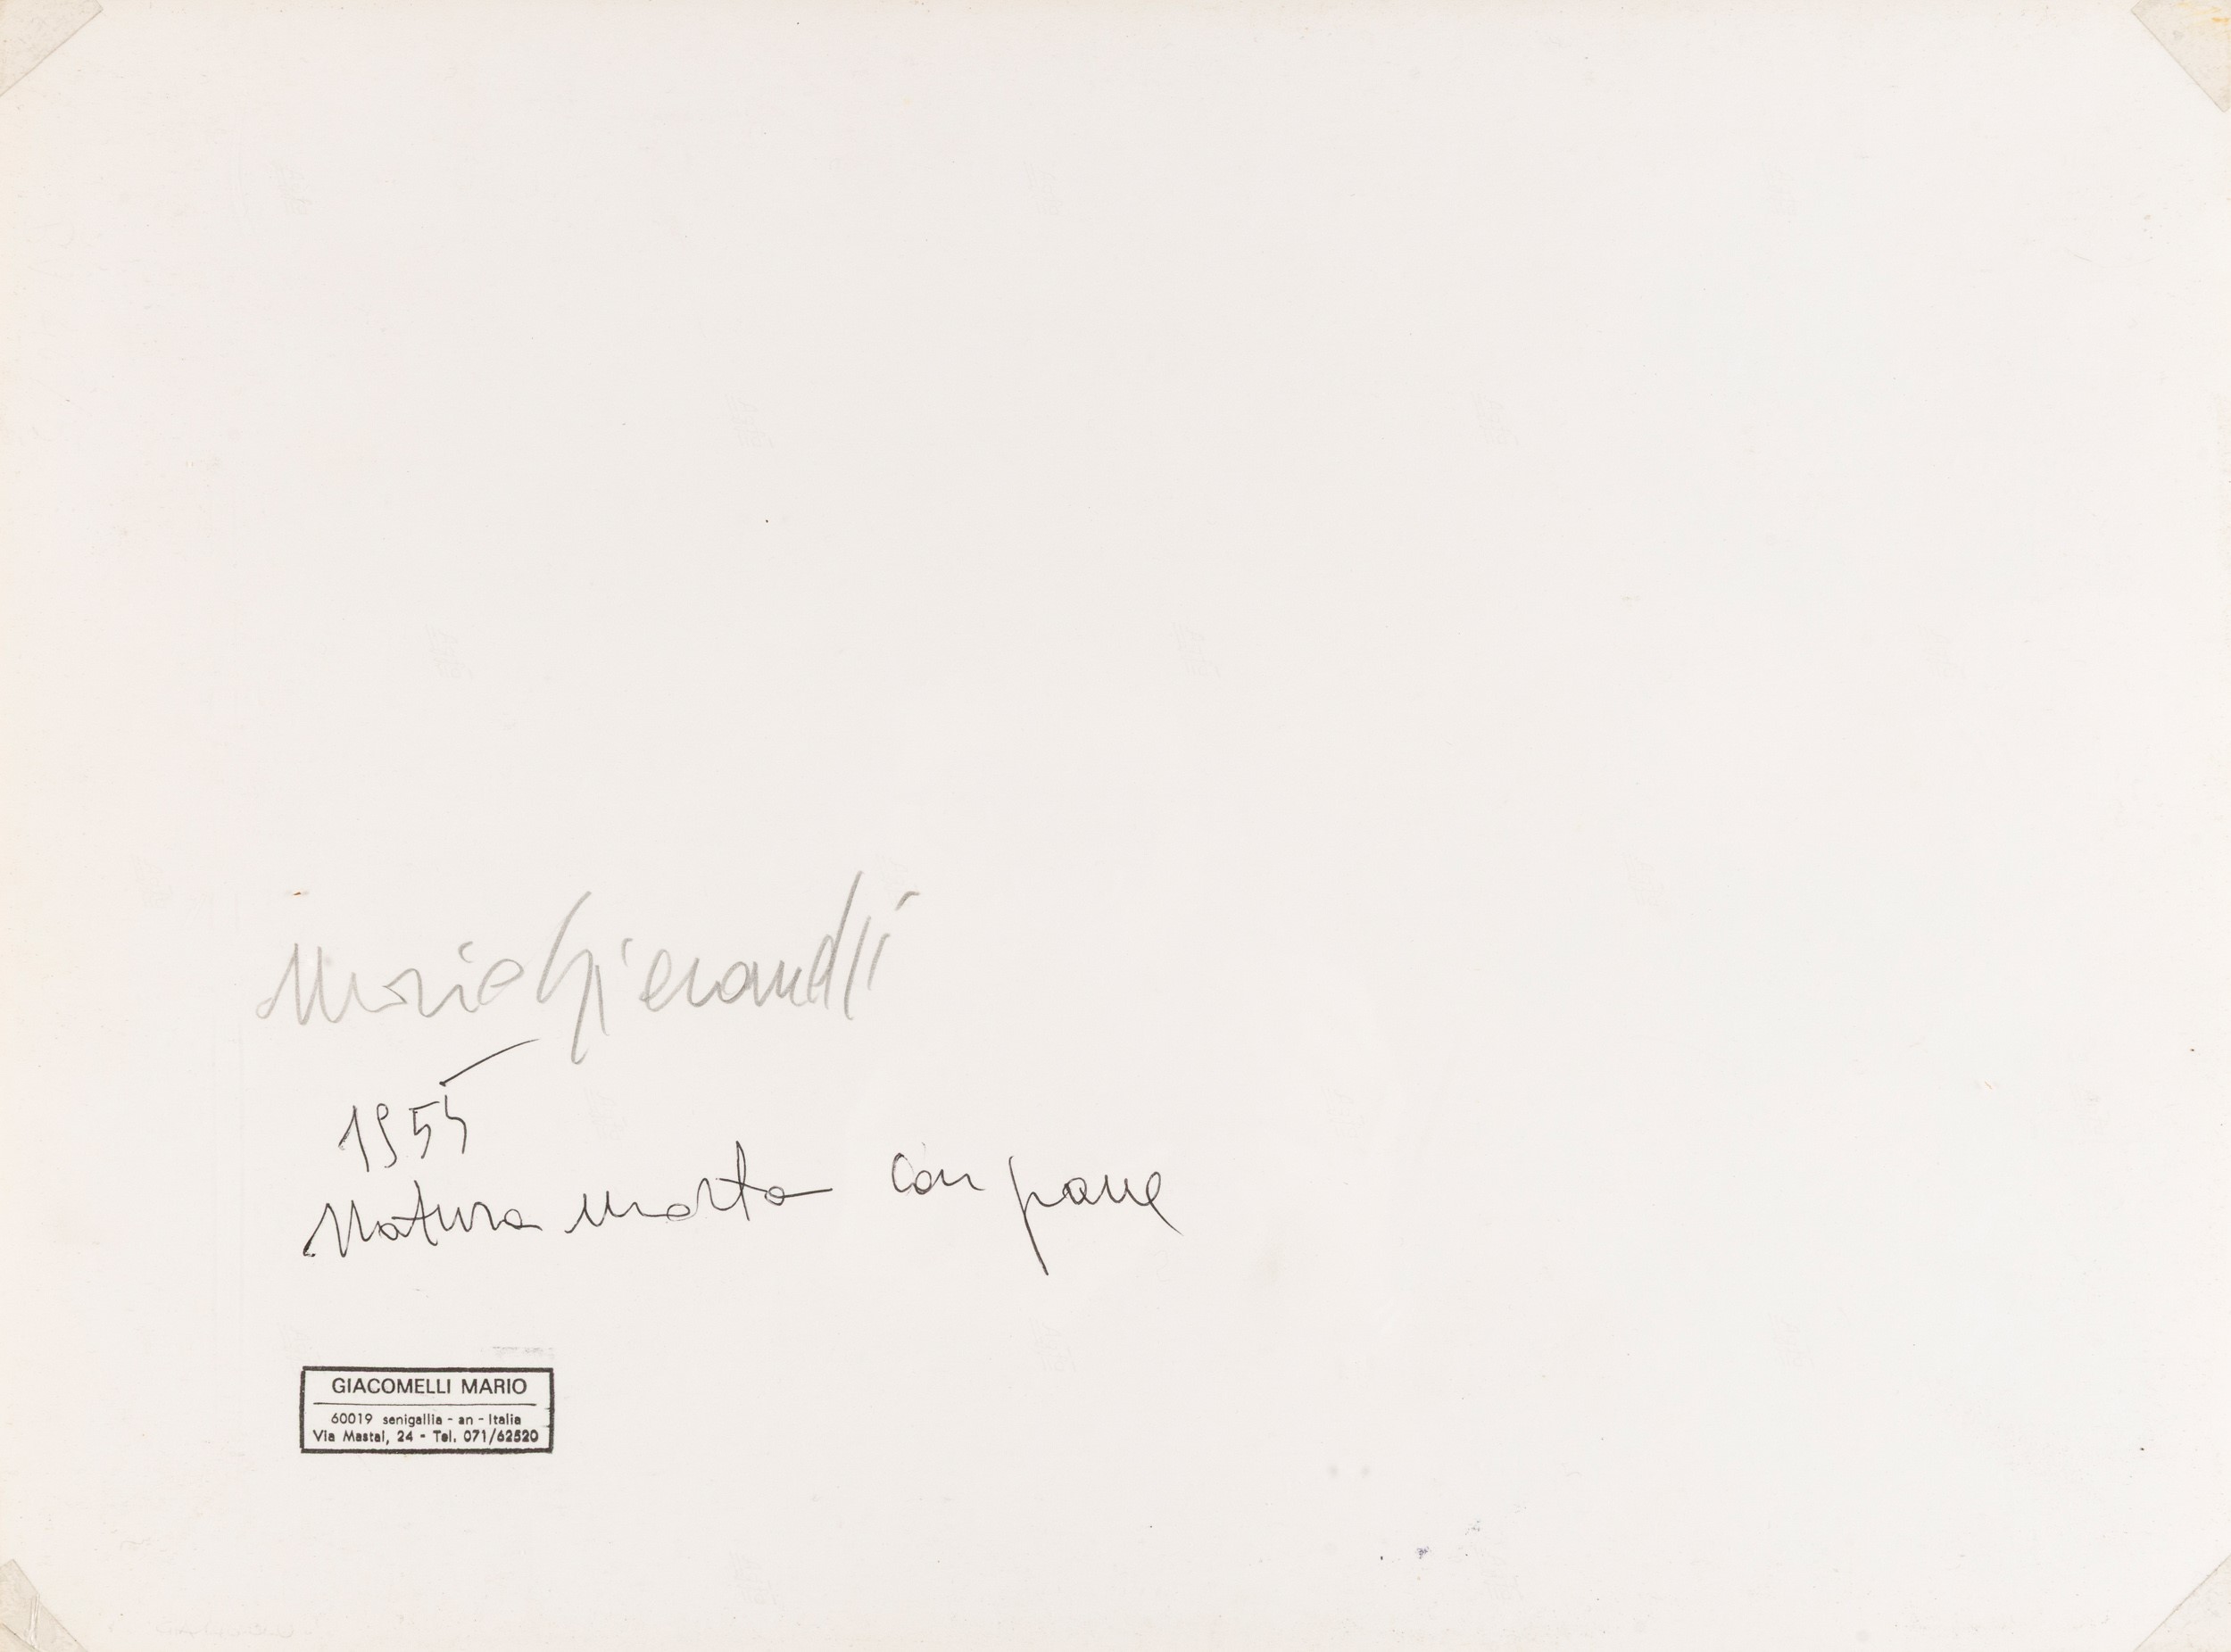 Mario Giacomelli
1955
Natura morta con pane
GIACOMELLI MARIO
60019 senigallia - an - Italia
Via Mastai, 24 - Tel. 071/62520